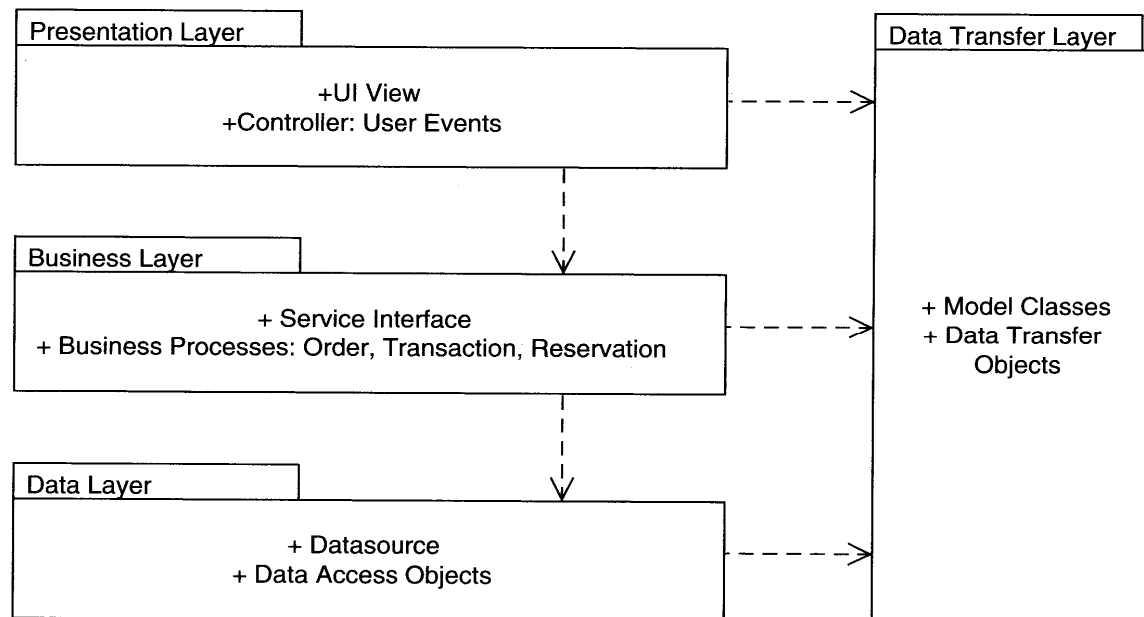 Presentation Layer
+UI View
+Controller: User Events
Business Layer
+ Service Interface
+ Business Processes: Order, Transaction, Reservation
Data Layer
+ Datasource
+ Data Access Objects
Data Transfer Layer
+ Model Classes
+ Data Transfer
Objects